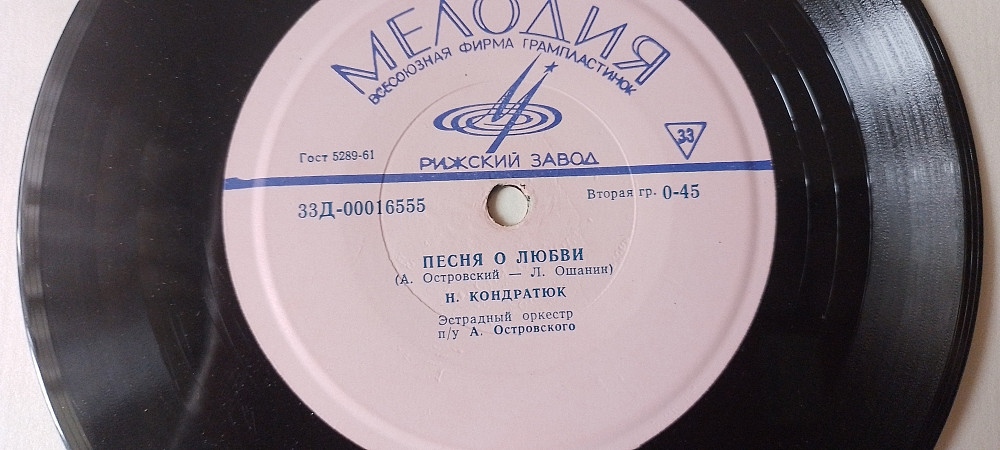 МЕЛОДИЯ
ВСЕСОЮЗНАЯ ФИРМА ГРАМПЛАСТИНОК
33
РИЖСКИЙ ЗАВОД
Гост 5289-61
33Д-00016555
Вторая гр. 0-45
ПЕСНЯ О ЛЮБВИ
(А. Островский — Л. Ошанин)
Н. КОНДРАТЮК
Эстрадный оркестр
п/у А. Островского